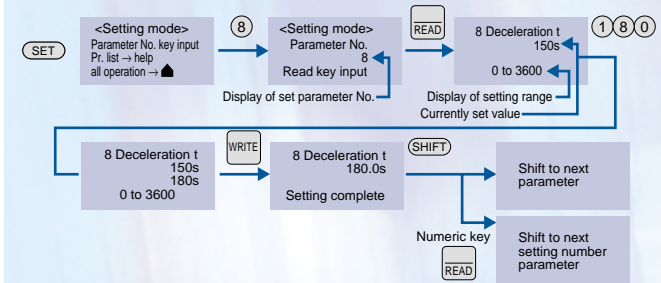 SET
<Setting mode>
Parameter No. key input
Pr. list → help
all operation →
8
<Setting mode>
Parameter No.
8
Read key input
Display of set parameter No.
READ
8 Deceleration t
150s
0 to 3600
Display of setting range
Currently set value
1 8 0
8 Deceleration t
150s
180s
0 to 3600
WRITE
8 Deceleration t
180.0s
Setting complete
SHIFT
Shift to next
parameter
Numeric key
READ
Shift to next
setting number
parameter